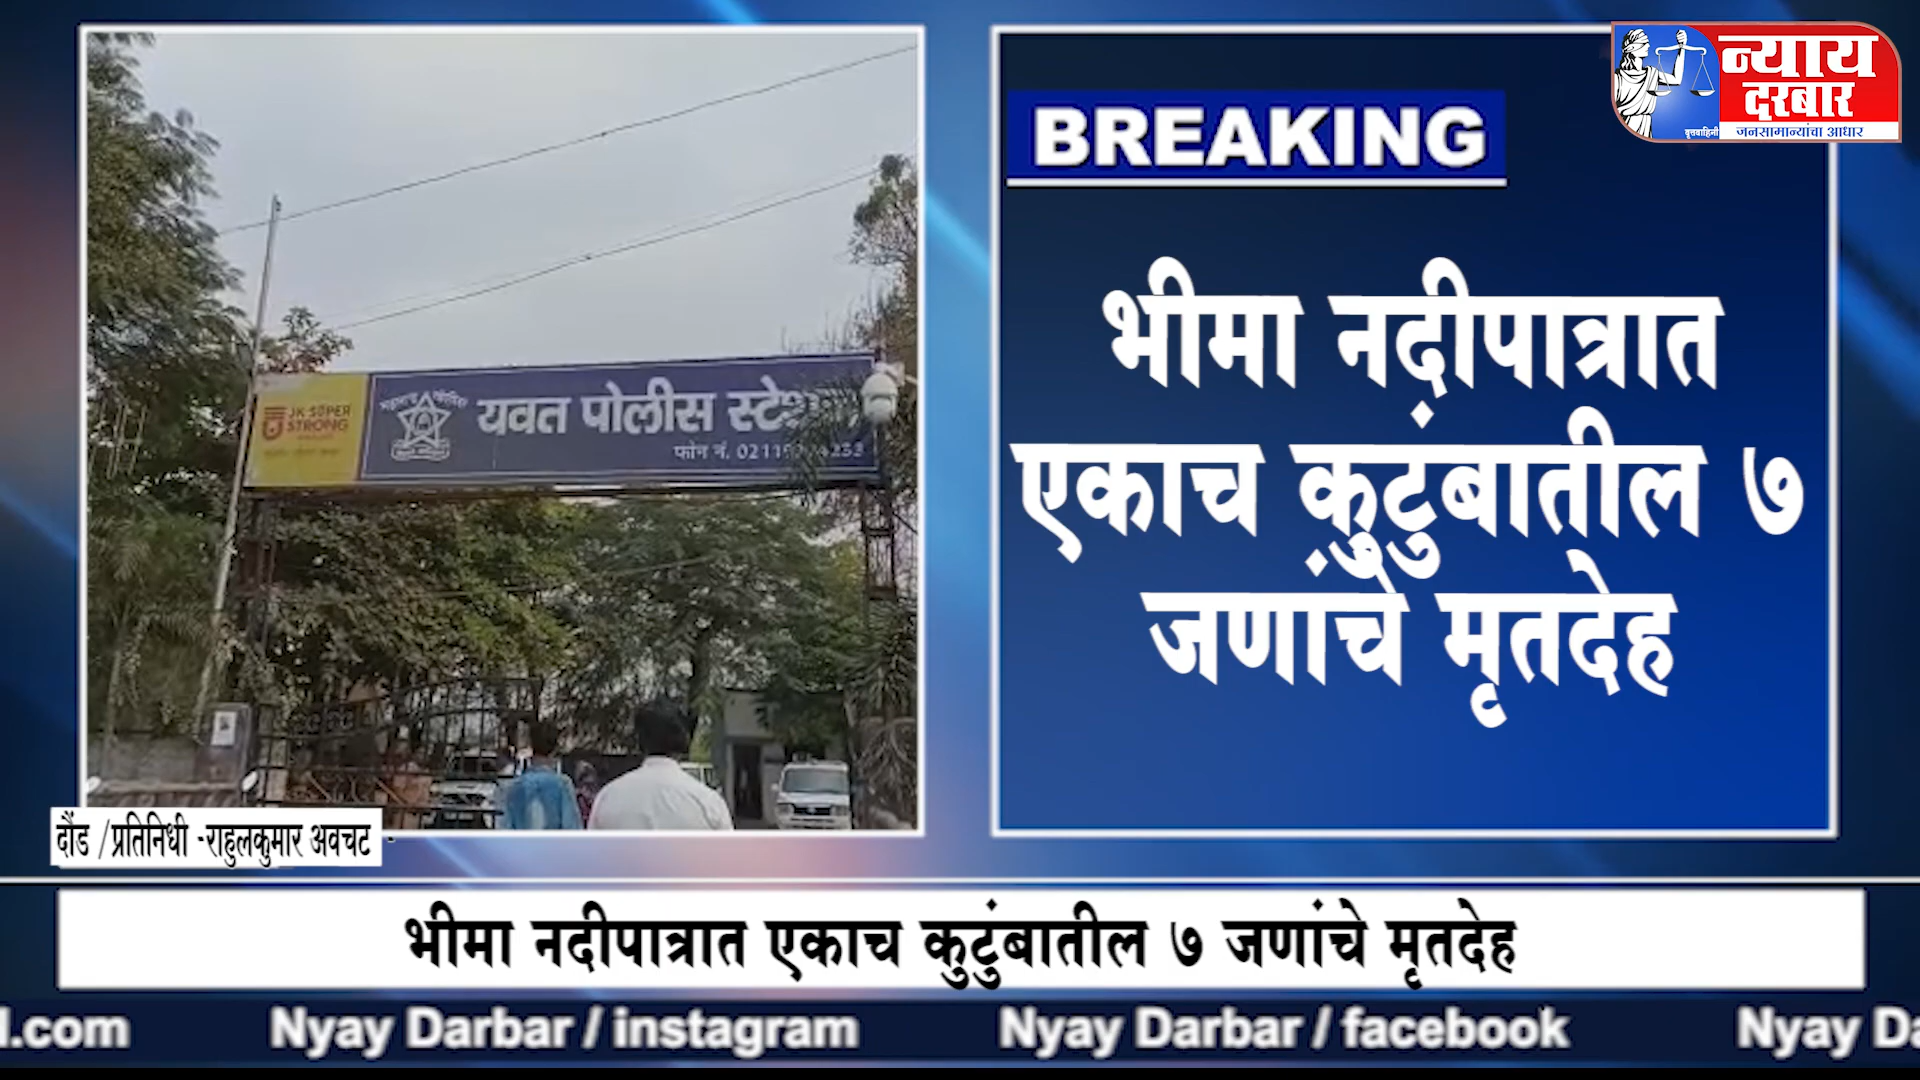 न्याय
दरबार
वृत्तवाहिनी
जनसामान्यांचा आधार
BREAKING
भीमा नदीपात्रात
एकाच कुटुंबातील ७
जणांचे मृतदेह
JK SUPER
STRONG
यवत पोलीस
फोन नं.
दौंड /प्रतिनिधी -राहुलकुमार अवचट -
भीमा नदीपात्रात एकाच कुटुंबातील ७ जणांचे मृतदेह
l.com Nyay Darbar / instagram Nyay Darbar / facebook Nyay Da